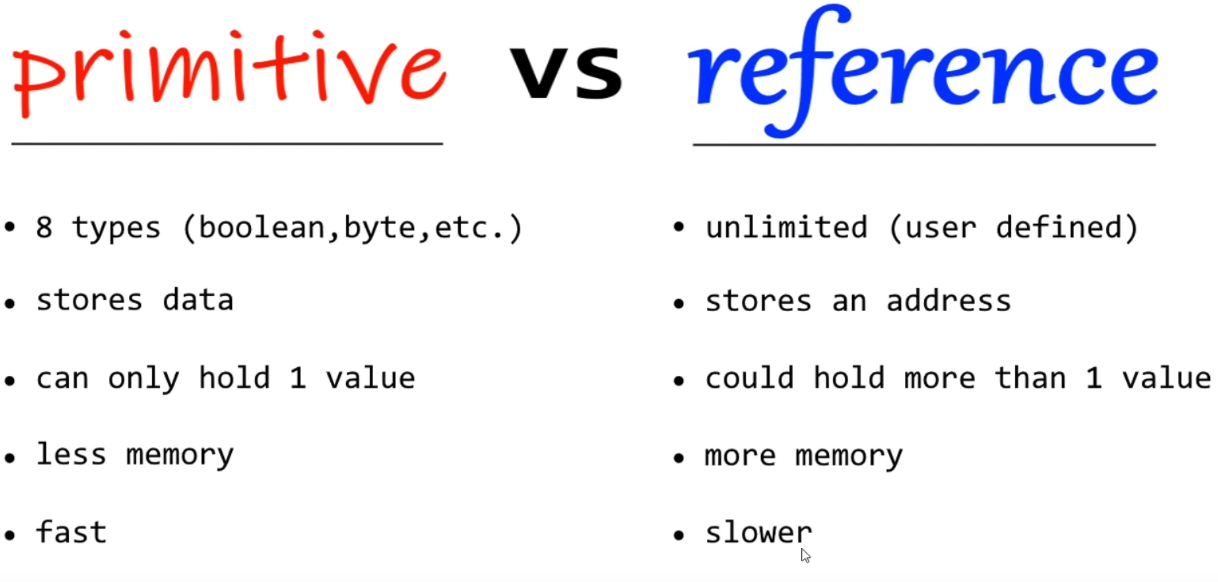 primitive vs reference
• 8 types (boolean,byte,etc.)
• unlimited (user defined)
• stores data
• stores an address
• can only hold 1 value
• could hold more than 1 value
• less memory
• more memory
• fast
• slower